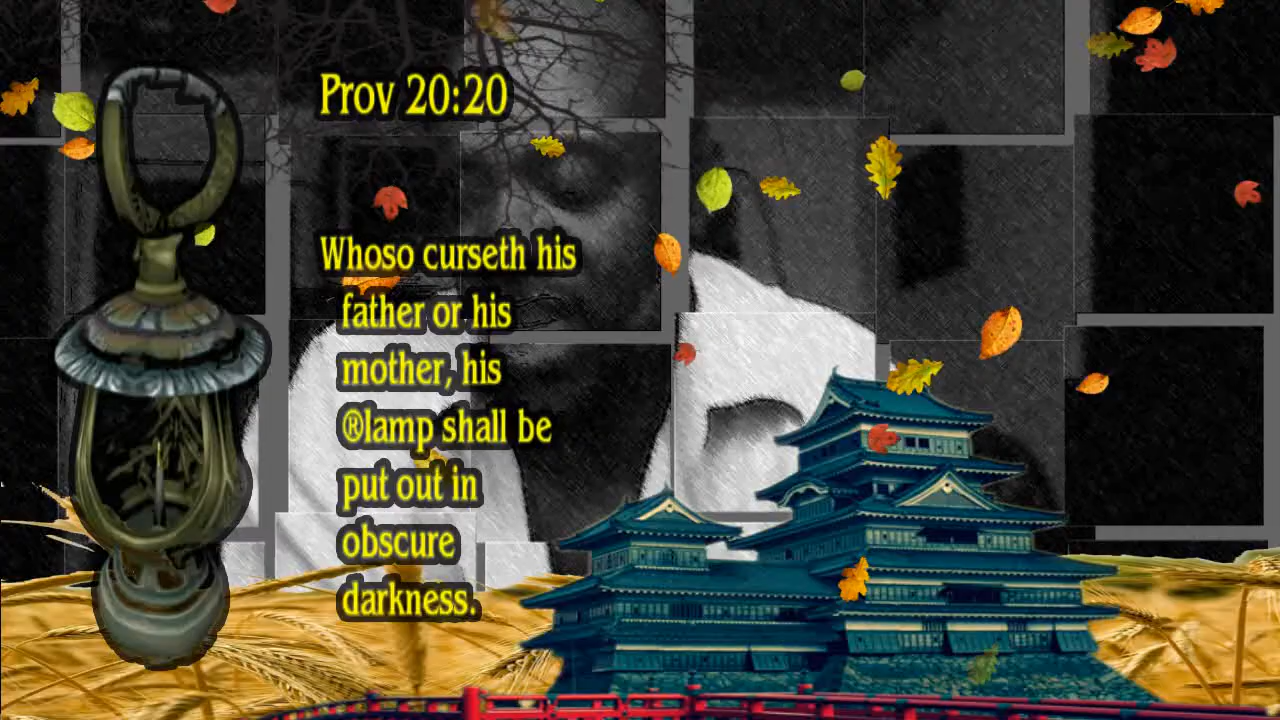 Prov 20:20
Whoso curseth his
father or his
mother, his
®lamp shall be
put out in
obscure
darkness.